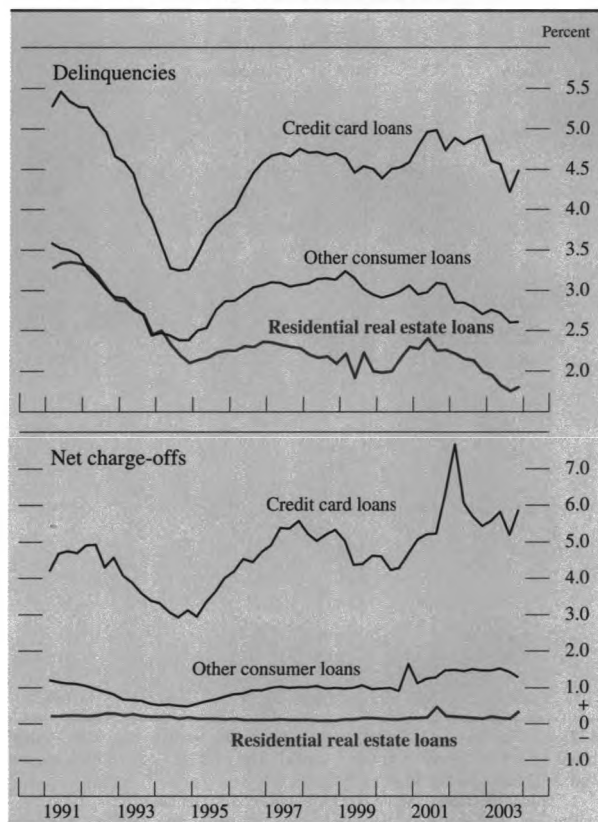 Percent
Delinquencies
5.5
Credit card loans
5.0
4.5
4.0
3.5
Other consumer loans
3.0
Residential real estate loans
2.5
2.0
Net charge-offs
7.0
Credit card loans
6.0
5.0
4.0
3.0
2.0
Other consumer loans
1.0
+
0
Residential real estate loans
–
1.0
1991 1993 1995 1997 1999 2001 2003